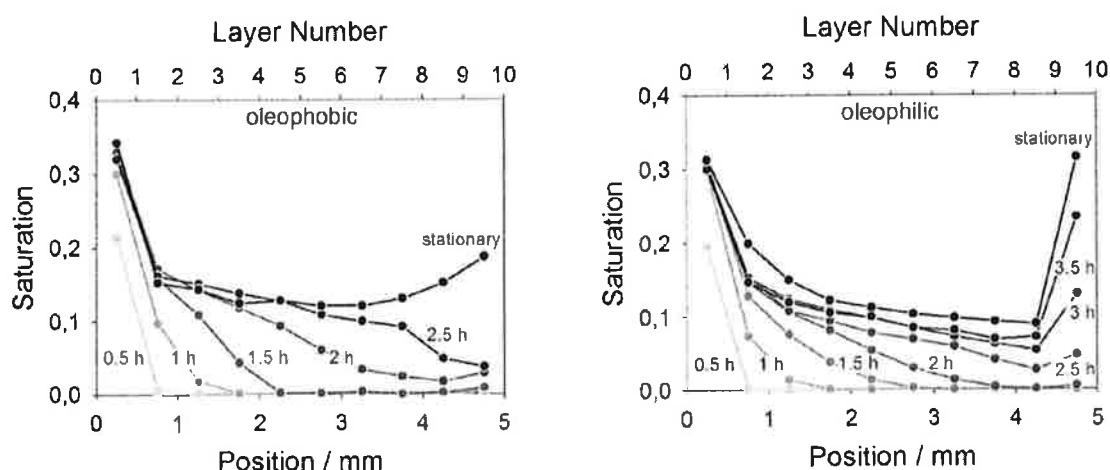 Layer Number
0 1 2 3 4 5 6 7 8 9 10
0,4
oleophobic
0,3
stationary
0,2
Saturation
0,1
0.5 h
1 h
1.5 h
2 h
2.5 h
0,0
0 1 2 3 4 5
Position / mm
Layer Number
0 1 2 3 4 5 6 7 8 9 10
0,4
oleophilic
stationary
0,3
Saturation
0,2
3.5 h
3 h
0,1
0.5 h
1 h
1.5 h
2 h
2.5 h
0,0
0 1 2 3 4 5
Position / mm